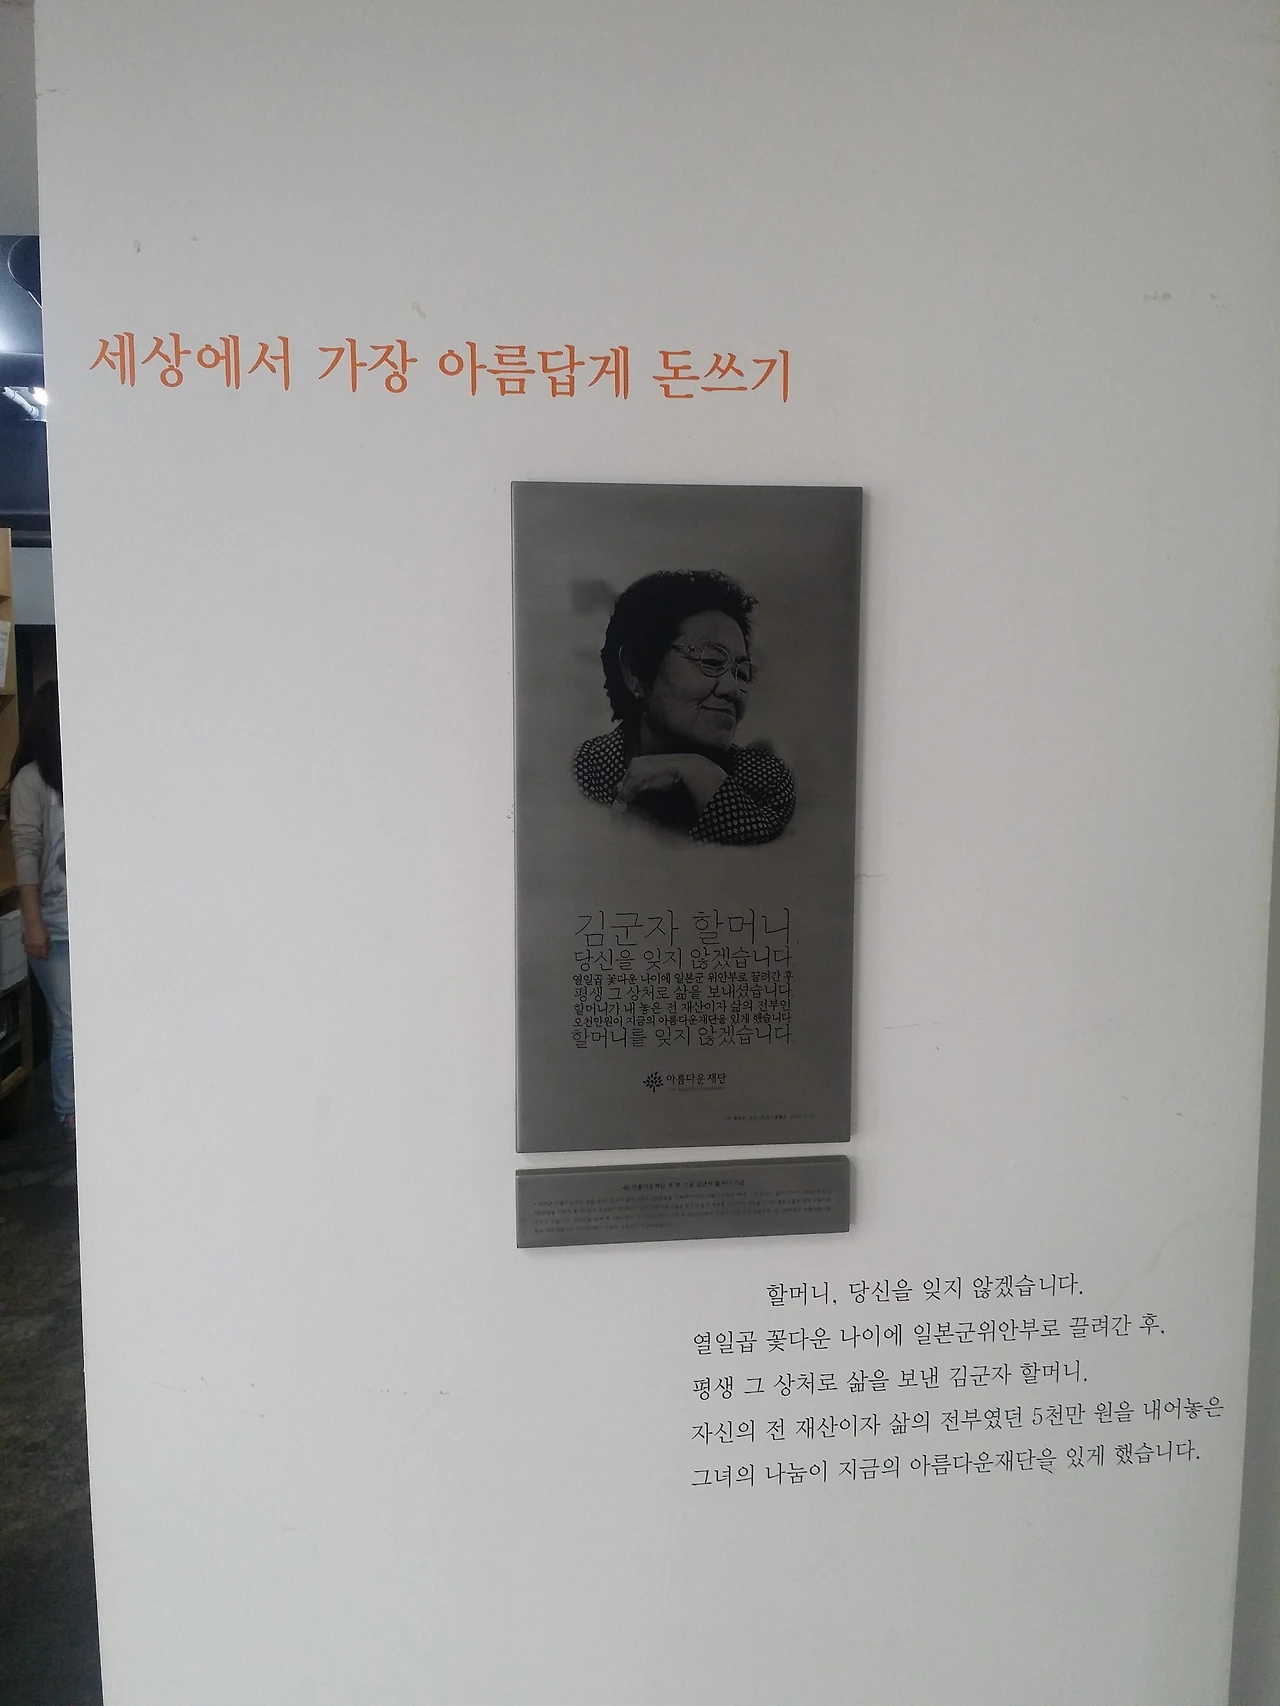 세상에서 가장 아름답게 돈쓰기
김군자 할머니
당신을 잊지 않겠습니다
열일곱 꽃다운 나이에 일본군 위안부로 끌려간 후
평생 그 상처로 삶을 보내셨습니다
할머니가 내 놓은 전 재산이자 삶의 전부인
오천만원이 지금의 아름다운재단을 있게 했습니다
할머니를 잊지 않겠습니다.
아름다운재단
할머니, 당신을 잊지 않겠습니다.
열일곱 꽃다운 나이에 일본군위안부로 끌려간 후,
평생 그 상처로 삶을 보낸 김군자 할머니.
자신의 전 재산이자 삶의 전부였던 5천만 원을 내어놓은
그녀의 나눔이 지금의 아름다운재단을 있게 했습니다.